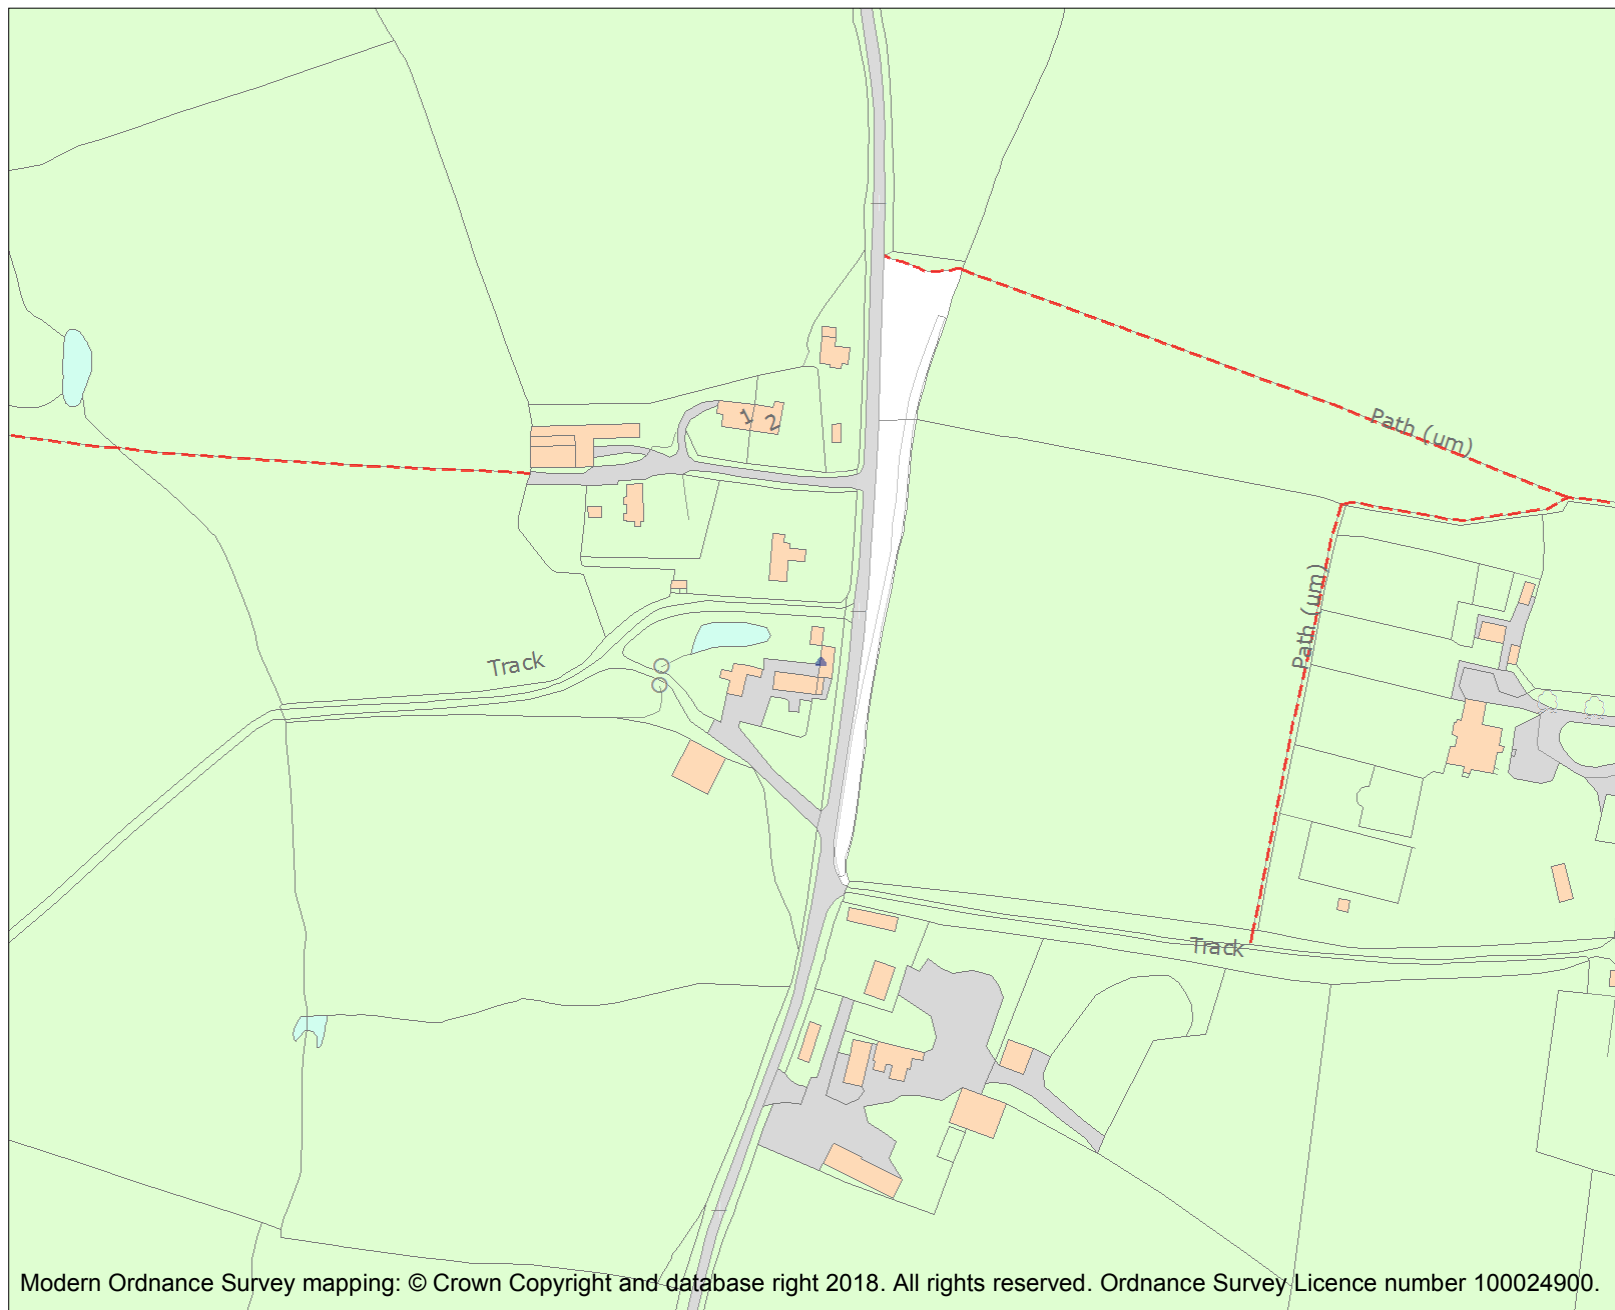 1
2
Path (um)
Path (um)
Track
Track
Modern Ordnance Survey mapping: © Crown Copyright and database right 2018. All rights reserved. Ordnance Survey Licence number 100024900.